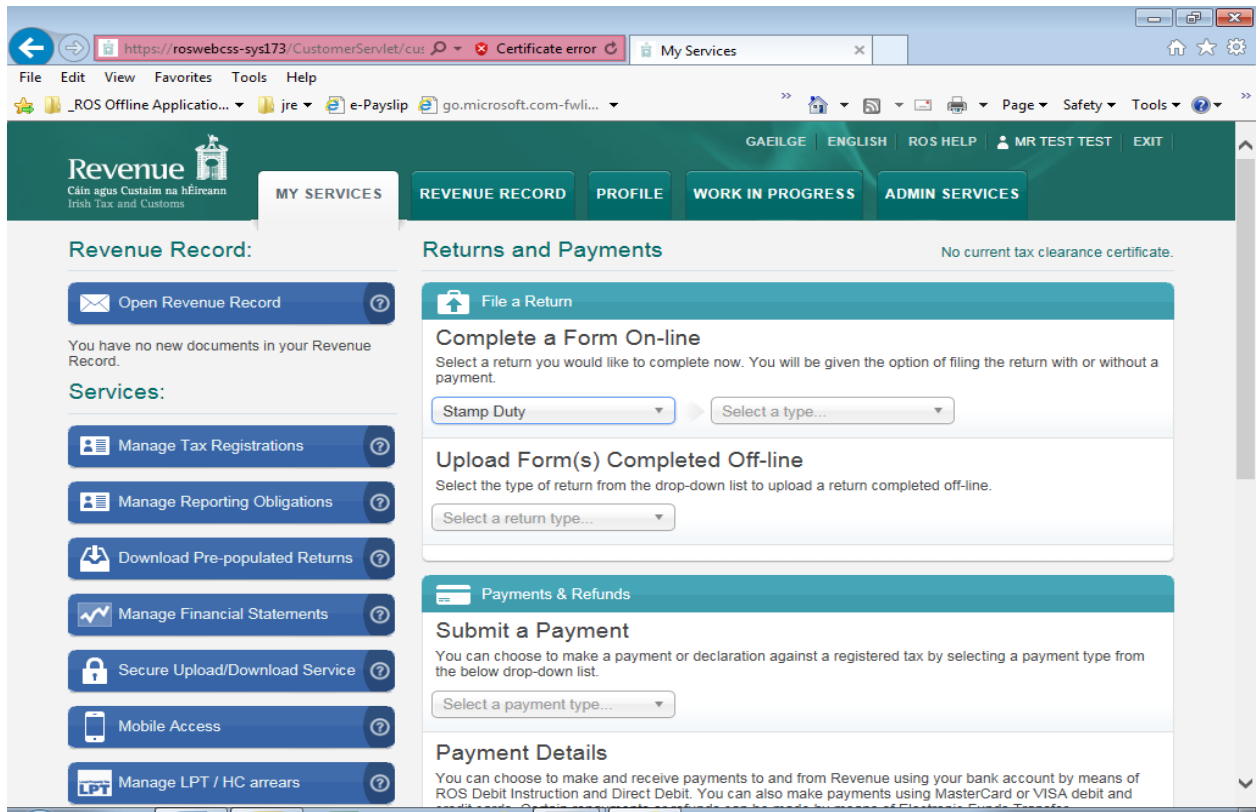 https://roswebcss-sys173/CustomerServlet/cu
Certificate error
My Services
File Edit View Favorites Tools Help
_ROS Offline Applicatio...
jre
e-Payslip
go.microsoft.com-fwli...
Page
Safety
Tools
GAEILGE
ENGLISH
ROS HELP
MR TEST TEST
EXIT
Revenue
Cáin agus Custaim na hÉireann
Irish Tax and Customs
MY SERVICES
REVENUE RECORD
PROFILE
WORK IN PROGRESS
ADMIN SERVICES
Revenue Record:
Open Revenue Record
You have no new documents in your Revenue
Record.
Services:
Manage Tax Registrations
Manage Reporting Obligations
Download Pre-populated Returns
Manage Financial Statements
Secure Upload/Download Service
Mobile Access
LPT
Manage LPT / HC arrears
Returns and Payments
No current tax clearance certificate.
File a Return
Complete a Form On-line
Select a return you would like to complete now. You will be given the option of filing the return with or without a
payment.
Stamp Duty
Select a type...
Upload Form(s) Completed Off-line
Select the type of return from the drop-down list to upload a return completed off-line.
Select a return type...
Payments & Refunds
Submit a Payment
You can choose to make a payment or declaration against a registered tax by selecting a payment type from
the below drop-down list.
Select a payment type...
Payment Details
You can choose to make and receive payments to and from Revenue using your bank account by means of
ROS Debit Instruction and Direct Debit. You can also make payments using MasterCard or VISA debit and